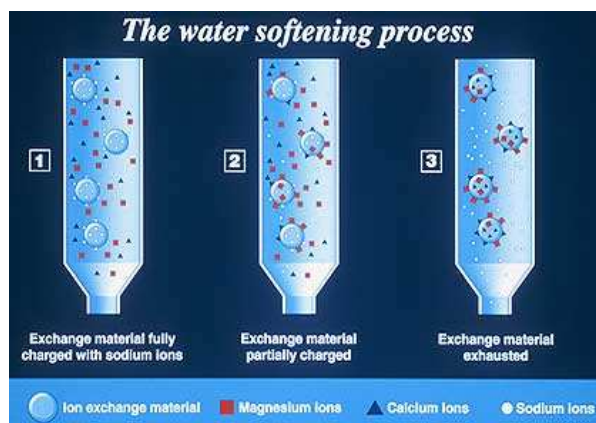 The water softening process
1
2
3
Exchange material fully
charged with sodium ions
Exchange material
partially charged
Exchange material
exhausted
Ion exchange material
Magnesium ions
Calcium ions
Sodium ions